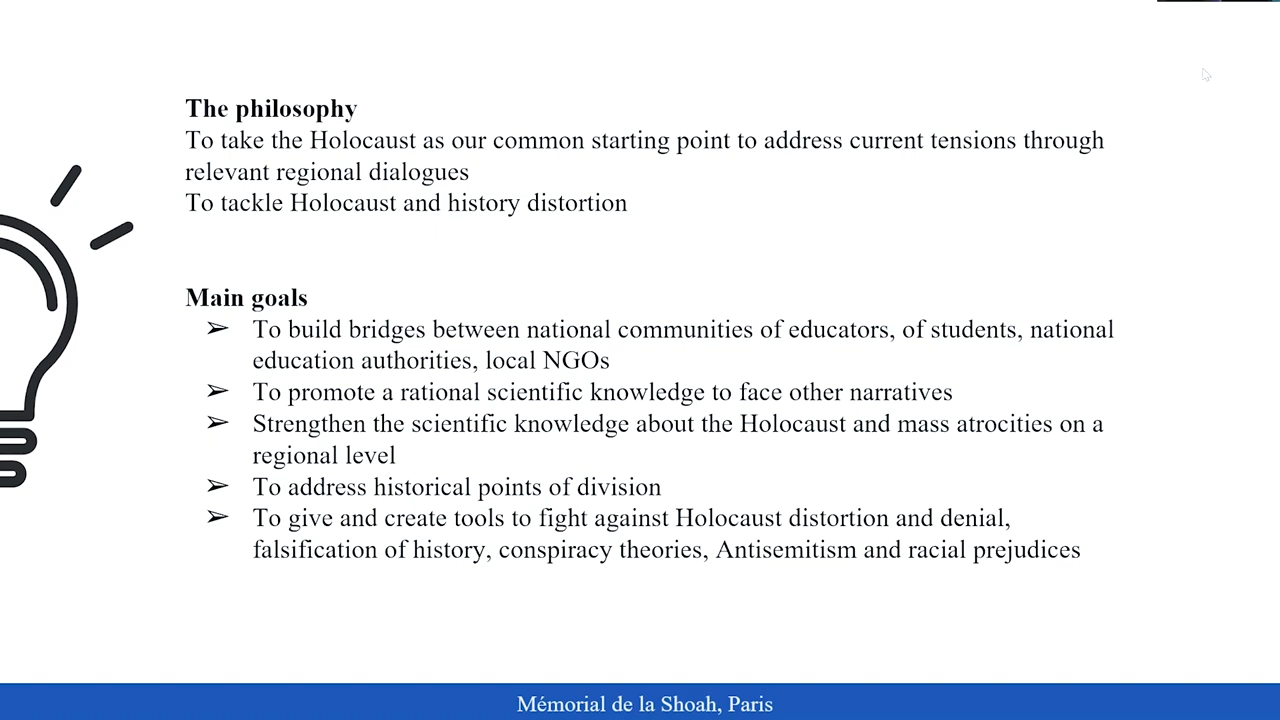 The philosophy
To take the Holocaust as our common starting point to address current tensions through
relevant regional dialogues
To tackle Holocaust and history distortion
Main goals
➢ To build bridges between national communities of educators, of students, national
education authorities, local NGOs
➢ To promote a rational scientific knowledge to face other narratives
➢ Strengthen the scientific knowledge about the Holocaust and mass atrocities on a
regional level
➢ To address historical points of division
➢ To give and create tools to fight against Holocaust distortion and denial,
falsification of history, conspiracy theories, Antisemitism and racial prejudices
Mémorial de la Shoah, Paris